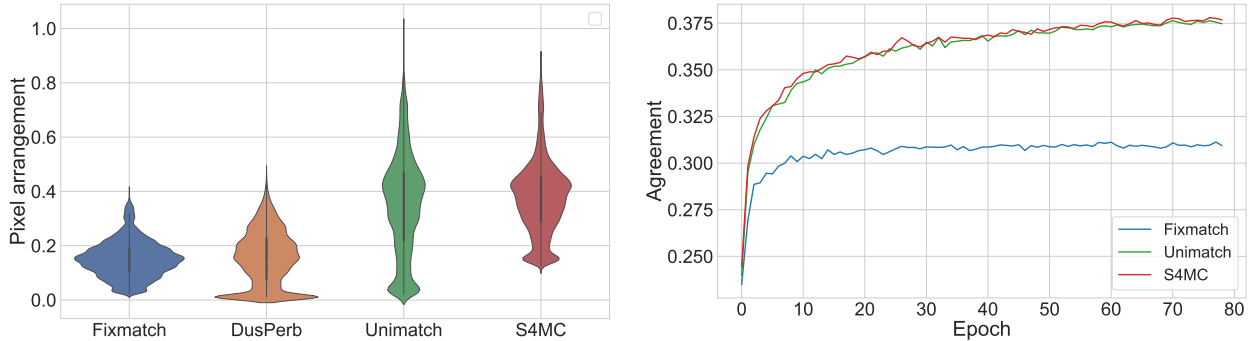 Pixel arrangement
1.0
0.8
0.6
0.4
0.2
0.0
Fixmatch
DusPerb
Unimatch
S4MC
Agreement
0.375
0.350
0.325
0.300
0.275
0.250
0
10
20
30
40
50
60
70
80
Epoch
Fixmatch
Unimatch
S4MC